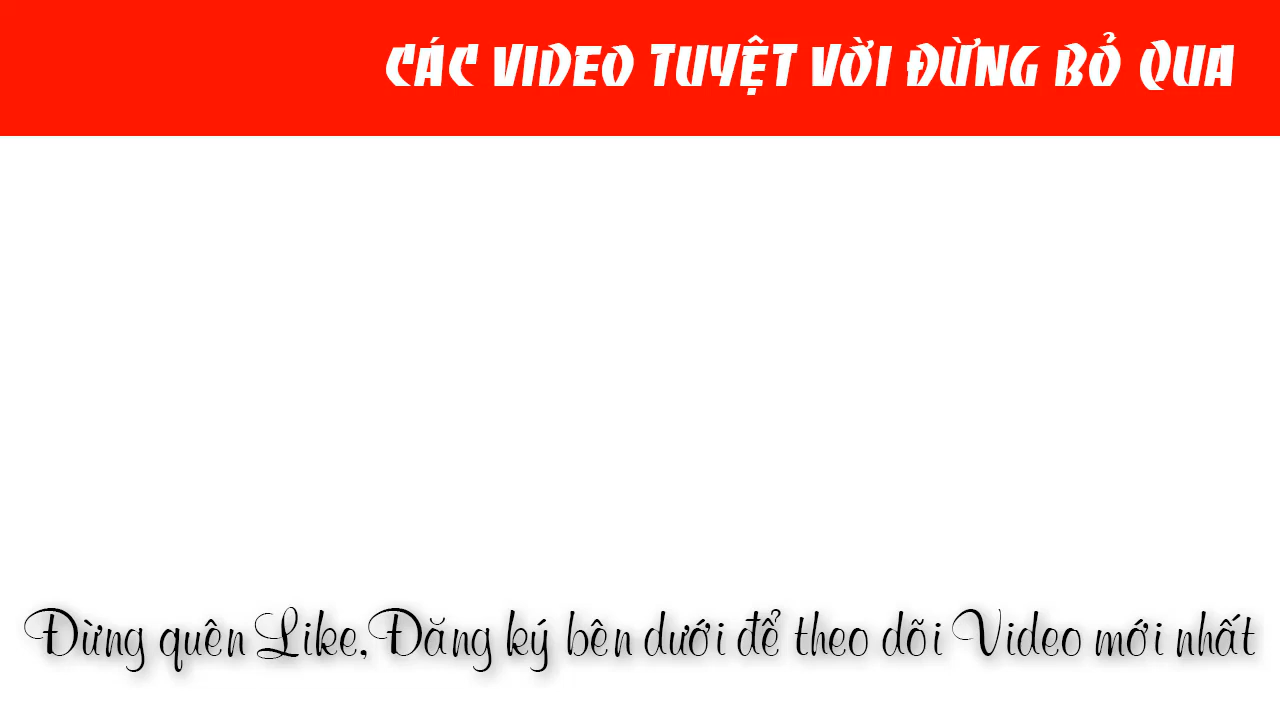 CÁC VIDEO TUYỆT VỜI ĐỪNG BỎ QUA
Đừng quên Like,Đăng ký bên dưới để theo dõi Video mới nhất